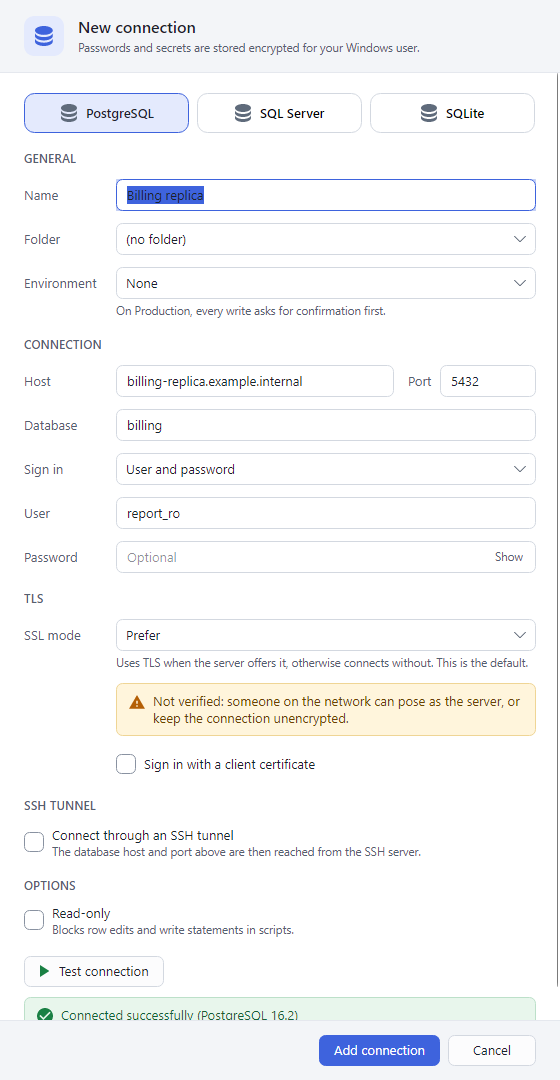 New connection
Passwords and secrets are stored encrypted for your Windows user.
PostgreSQL
SQL Server
SQLite
GENERAL
Name
Billing replica
Folder
(no folder)
Environment
None
On Production, every write asks for confirmation first.
CONNECTION
Host
billing-replica.example.internal
Port
5432
Database
billing
Sign in
User and password
User
report_ro
Password
Optional
Show
TLS
SSL mode
Prefer
Uses TLS when the server offers it, otherwise connects without. This is the default.
Not verified: someone on the network can pose as the server, or
keep the connection unencrypted.
Sign in with a client certificate
SSH TUNNEL
Connect through an SSH tunnel
The database host and port above are then reached from the SSH server.
OPTIONS
Read-only
Blocks row edits and write statements in scripts.
Test connection
Connected successfully (PostgreSQL 16.2)
Add connection
Cancel